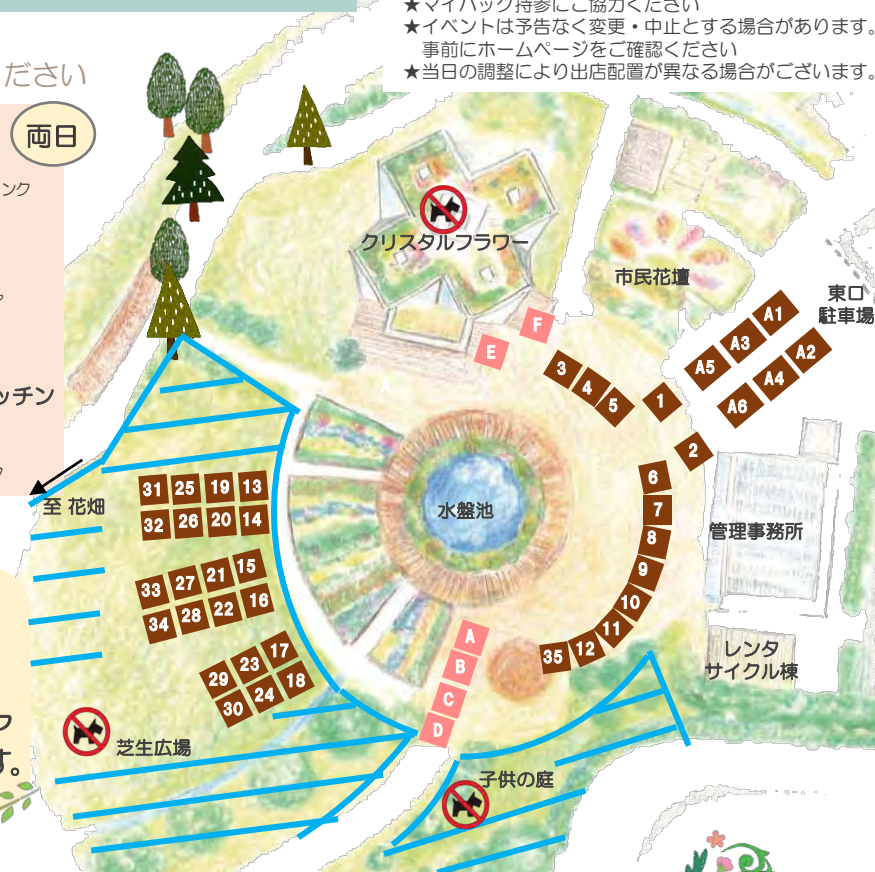 ★マイバック持参にご協力ください
★イベントは予告なく変更・中止とする場合があります。
事前にホームページをご確認ください
★当日の調整により出店配置が異なる場合がございます。
ださい
両日
ンク
ッチン
クリスタルフラワー
市民花壇
東口
駐車場
F
E
A
A1
A3
A5
A2
A4
A6
3
4
5
1
2
6
7
8
9
10
11
12
35
水盤池
管理事務所
レンタ
サイクル棟
至 花畑
31 25 19 13
32 26 20 14
33 27 21 15
34 28 22 16
29 23 17
30 24 18
A
B
C
D
芝生広場
子供の庭
す。